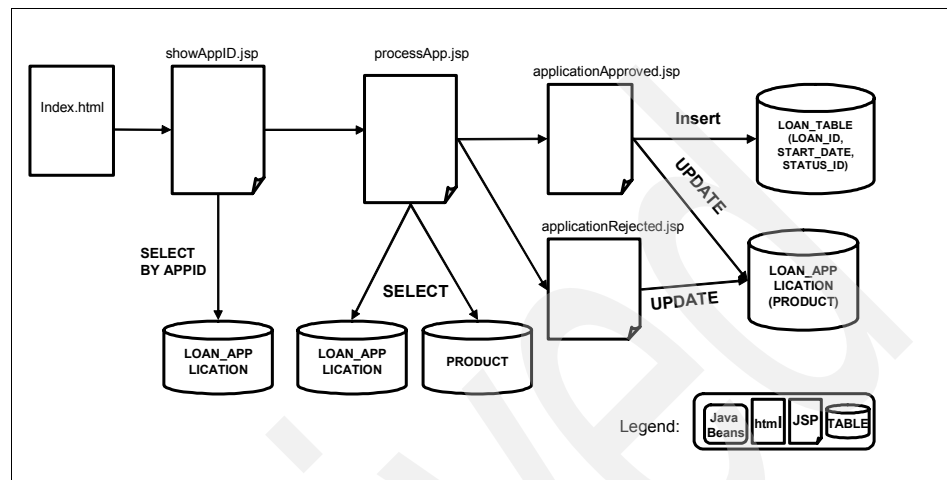 showAppID.jsp
processApp.jsp
applicationApproved.jsp
Index.html
Insert
LOAN_TABLE
(LOAN_ID,
START_DATE,
STATUS_ID)
UPDATE
applicationRejected.jsp
SELECT
BY APPID
SELECT
UPDATE
LOAN_APP
LICATION
(PRODUCT)
LOAN_APP
LICATION
LOAN_APP
LICATION
PRODUCT
Legend:
Java
Beans
html
JSP
TABLE